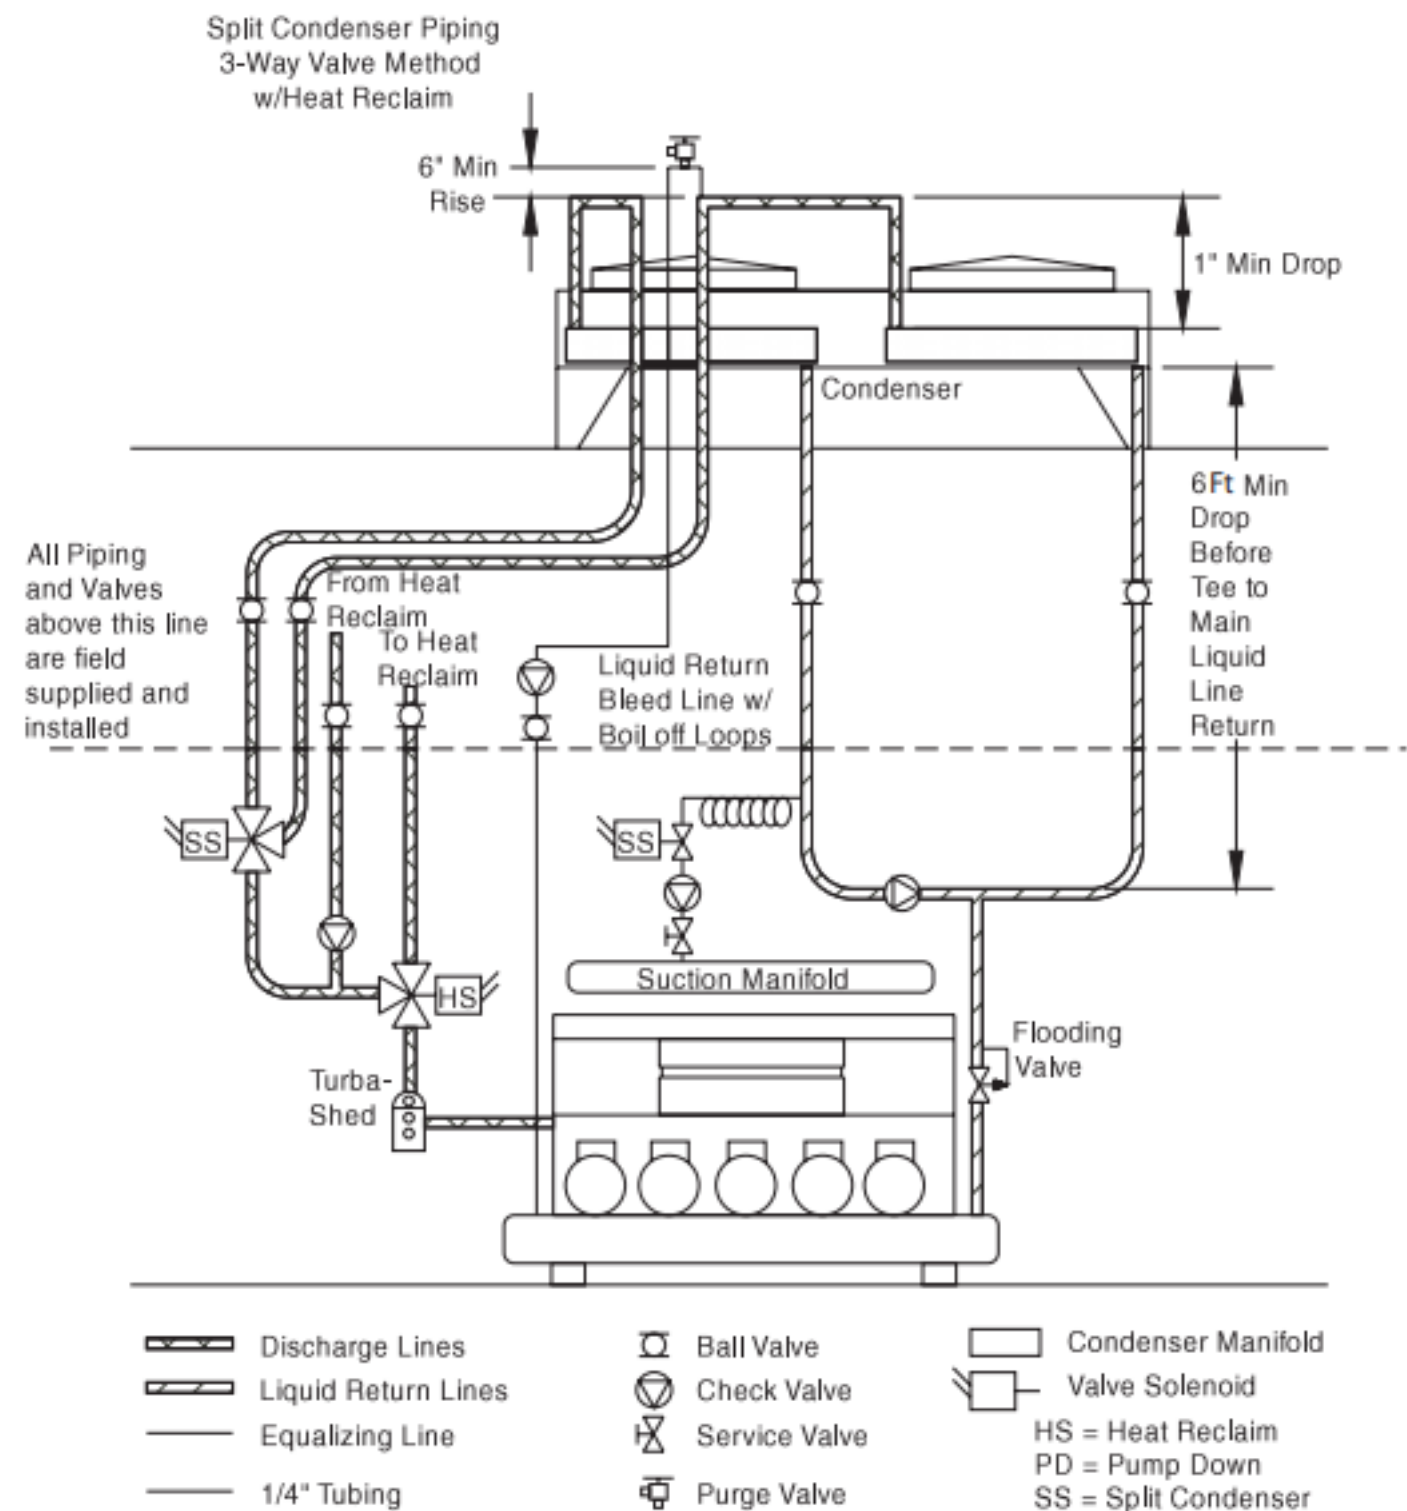 Split Condenser Piping
3-Way Valve Method
w/Heat Reclaim
6" Min
Rise
1" Min Drop
Condenser
6Ft Min
Drop
Before
Tee to
Main
Liquid
Line
Return
All Piping
and Valves
above this line
are field
supplied and
installed
From Heat
Reclaim
To Heat
Reclaim
Liquid Return
Bleed Line w/
Boil off Loops
SS
SS
HS
Suction Manifold
Flooding
Valve
Turba-
Shed
Discharge Lines
Liquid Return Lines
Equalizing Line
1/4" Tubing
Ball Valve
Check Valve
Service Valve
Purge Valve
Condenser Manifold
Valve Solenoid
HS = Heat Reclaim
PD = Pump Down
SS = Split Condenser